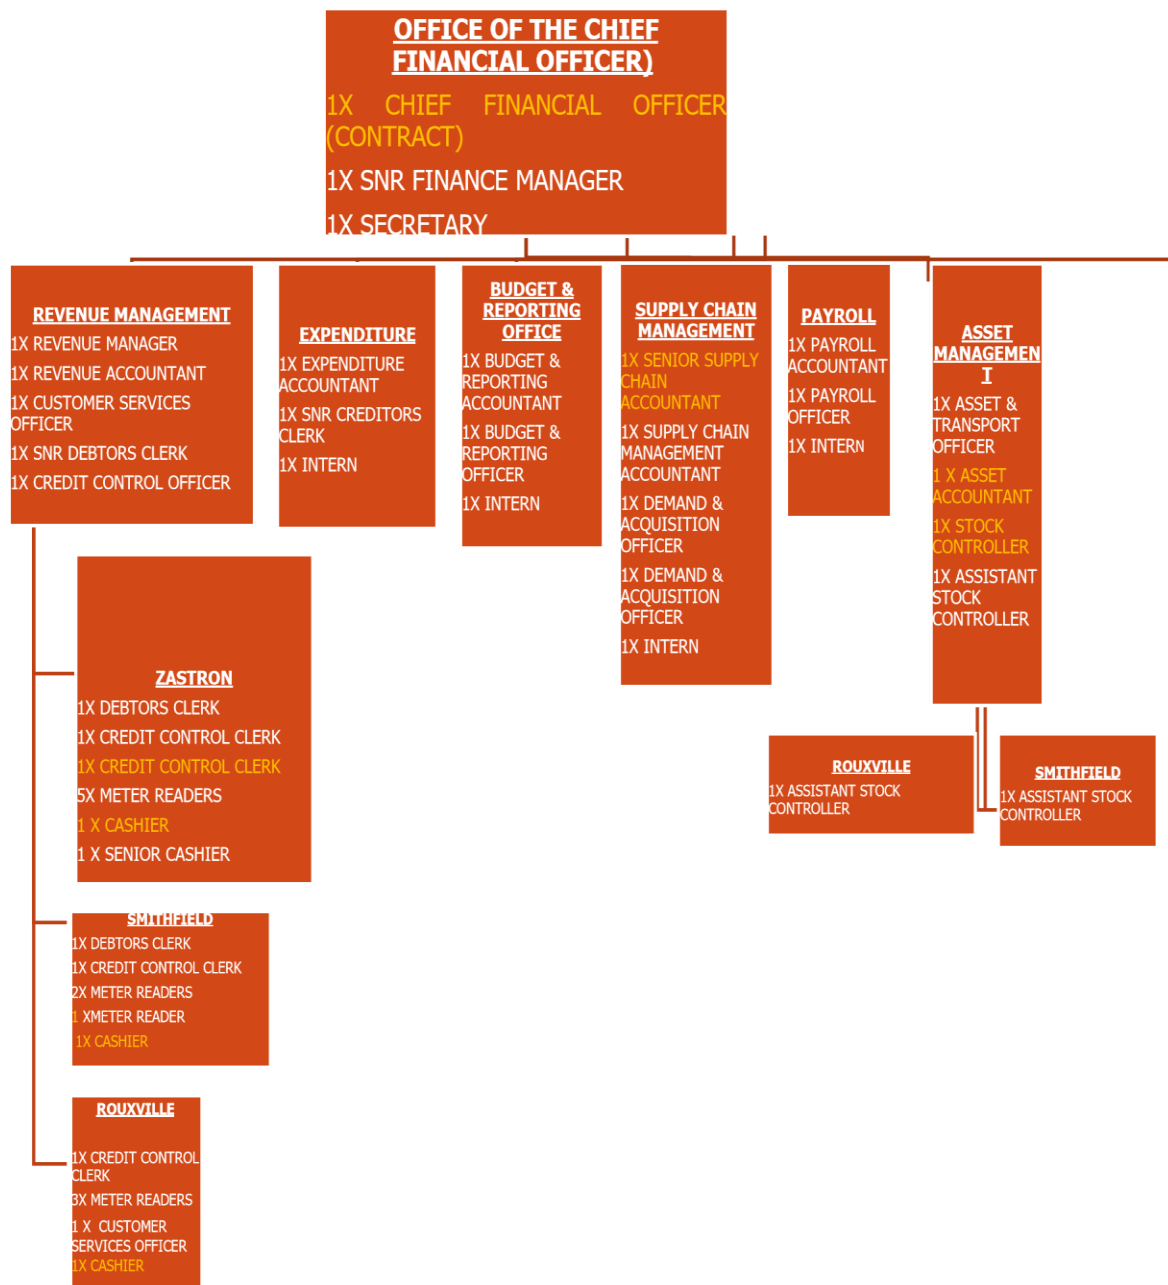 OFFICE OF THE CHIEF
FINANCIAL OFFICER)
1X CHIEF FINANCIAL OFFICER
(CONTRACT)
1X SNR FINANCE MANAGER
1X SECRETARY
REVENUE MANAGEMENT
1X REVENUE MANAGER
1X REVENUE ACCOUNTANT
1X CUSTOMER SERVICES
OFFICER
1X SNR DEBTORS CLERK
1X CREDIT CONTROL OFFICER
EXPENDITURE
1X EXPENDITURE
ACCOUNTANT
1X SNR CREDITORS
CLERK
1X INTERN
BUDGET &
REPORTING
OFFICE
1X BUDGET &
REPORTING
ACCOUNTANT
1X BUDGET &
REPORTING
OFFICER
1X INTERN
SUPPLY CHAIN
MANAGEMENT
1X SENIOR SUPPLY
CHAIN
ACCOUNTANT
1X SUPPLY CHAIN
MANAGEMENT
ACCOUNTANT
1X DEMAND &
ACQUISITION
OFFICER
1X DEMAND &
ACQUISITION
OFFICER
1X INTERN
PAYROLL
1X PAYROLL
ACCOUNTANT
1X PAYROLL
OFFICER
1X INTERN
ASSET
MANAGEMEN
T
1X ASSET &
TRANSPORT
OFFICER
1 X ASSET
ACCOUNTANT
1X STOCK
CONTROLLER
1X ASSISTANT
STOCK
CONTROLLER
ROUXVILLE
1X ASSISTANT STOCK
CONTROLLER
SMITHFIELD
1X ASSISTANT STOCK
CONTROLLER
ZASTRON
1X DEBTORS CLERK
1X CREDIT CONTROL CLERK
1X CREDIT CONTROL CLERK
5X METER READERS
1 X CASHIER
1 X SENIOR CASHIER
SMITHFIELD
1X DEBTORS CLERK
1X CREDIT CONTROL CLERK
2X METER READERS
1 XMETER READER
1X CASHIER
ROUXVILLE
1X CREDIT CONTROL
CLERK
3X METER READERS
1 X CUSTOMER
SERVICES OFFICER
1X CASHIER